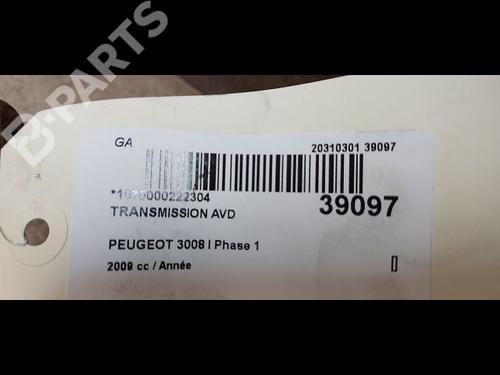 B-PARTS
GA
20310301 39097
39097
TRANSMISSION AVD
PEUGEOT 3008 I Phase 1
2009 cc / Année